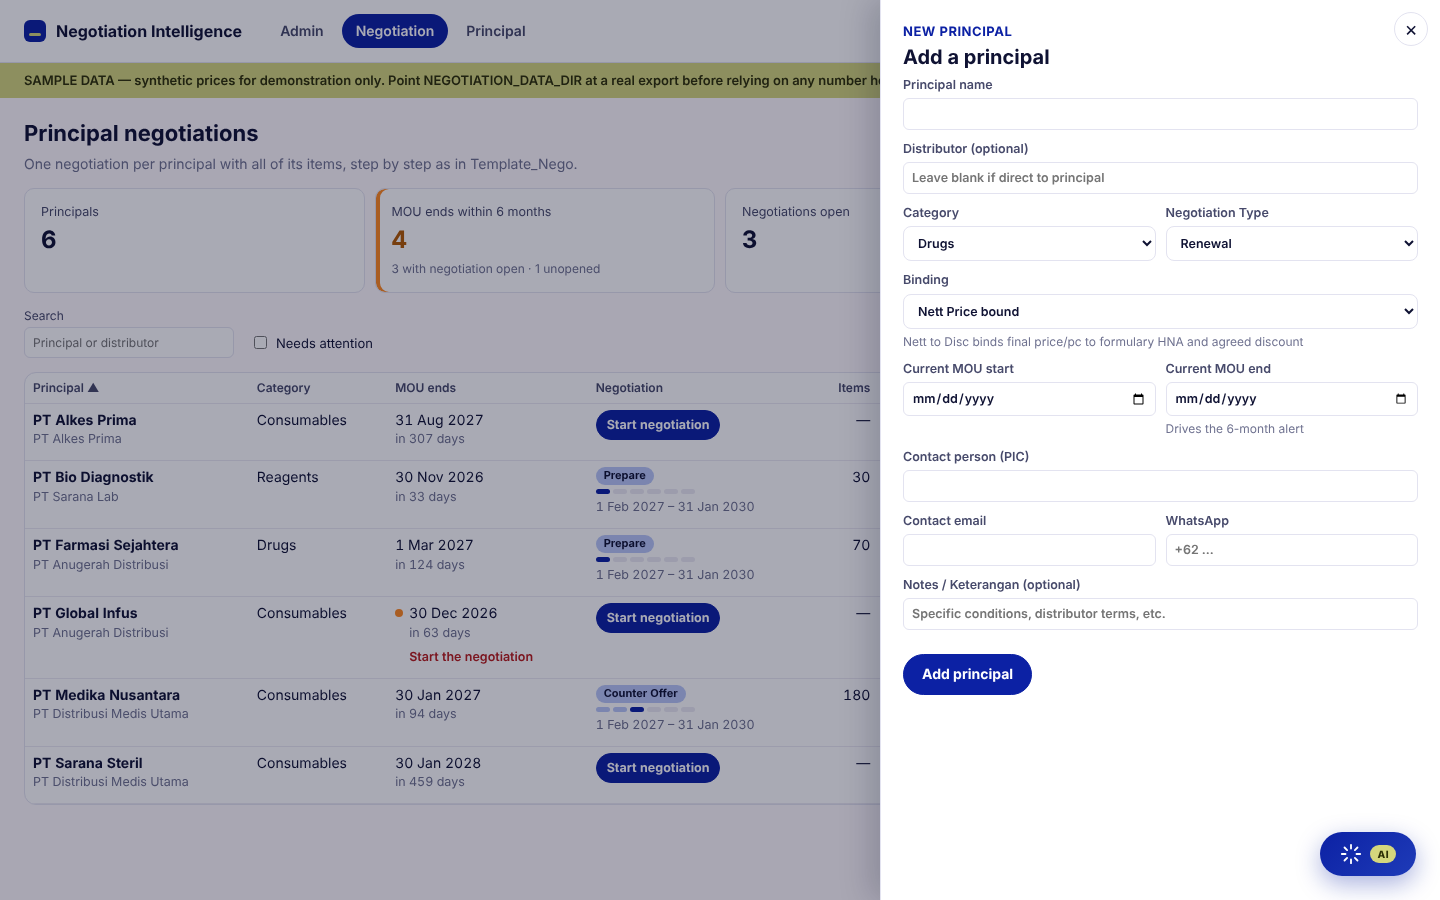 Negotiation Intelligence
Admin
Negotiation
Principal
SAMPLE DATA — synthetic prices for demonstration only. Point NEGOTIATION_DATA_DIR at a real export before relying on any number
Principal negotiations
One negotiation per principal with all of its items, step by step as in Template_Nego.
Principals
6
MOU ends within 6 months
4
3 with negotiation open · 1 unopened
Negotiations open
3
Search
Principal or distributor
Needs attention
Principal ▲ Category MOU ends Negotiation Items
PT Alkes Prima Consumables 31 Aug 2027 Start negotiation —
PT Alkes Prima in 307 days
PT Bio Diagnostik Reagents 30 Nov 2026 Prepare 30
PT Sarana Lab in 33 days
1 Feb 2027 – 31 Jan 2030
PT Farmasi Sejahtera Drugs 1 Mar 2027 Prepare 70
PT Anugerah Distribusi in 124 days
1 Feb 2027 – 31 Jan 2030
PT Global Infus Consumables 30 Dec 2026 Start negotiation —
PT Anugerah Distribusi in 63 days
Start the negotiation
PT Medika Nusantara Consumables 30 Jan 2027 Counter Offer 180
PT Distribusi Medis Utama in 94 days
1 Feb 2027 – 31 Jan 2030
PT Sarana Steril Consumables 30 Jan 2028 Start negotiation —
PT Distribusi Medis Utama in 459 days
NEW PRINCIPAL
Add a principal
Principal name
Distributor (optional)
Leave blank if direct to principal
Category Negotiation Type
Drugs Renewal
Binding
Nett Price bound
Nett to Disc binds final price/pc to formulary HNA and agreed discount
Current MOU start Current MOU end
mm/dd/yyyy mm/dd/yyyy
Drives the 6-month alert
Contact person (PIC)
Contact email WhatsApp
+62 ...
Notes / Keterangan (optional)
Specific conditions, distributor terms, etc.
Add principal
AI